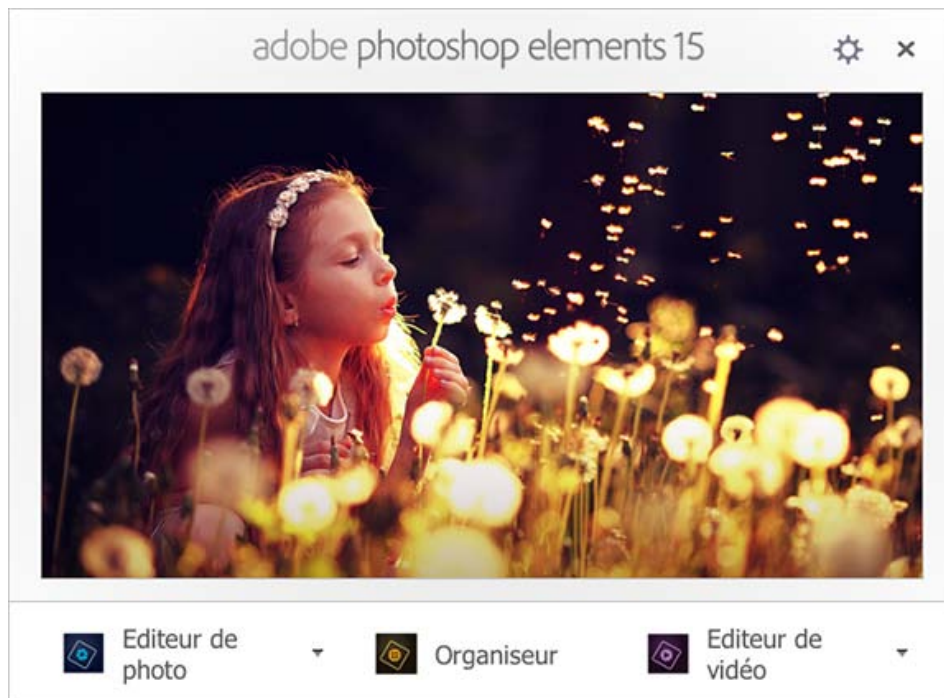 adobe photoshop elements 15
Editeur de
photo
Organiseur
Editeur de
vidéo